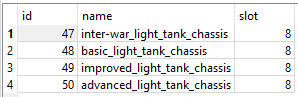 id name slot
1 47 inter-war_light_tank_chassis 8
2 48 basic_light_tank_chassis 8
3 49 improved_light_tank_chassis 8
4 50 advanced_light_tank_chassis 8